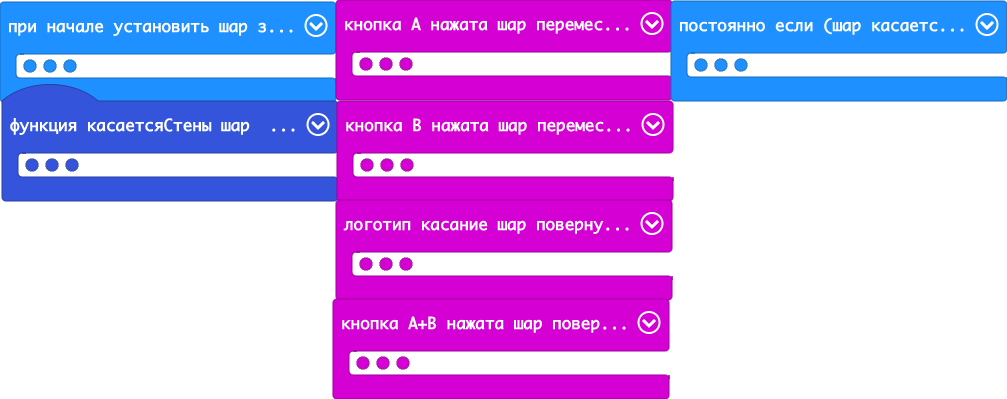 при начале установить шар з...
кнопка A нажата шар перемес...
постоянно если (шар касаетс...
функция касаетсяСтены шар ...
кнопка B нажата шар перемес...
логотип касание шар поверну...
кнопка A+B нажата шар повер...